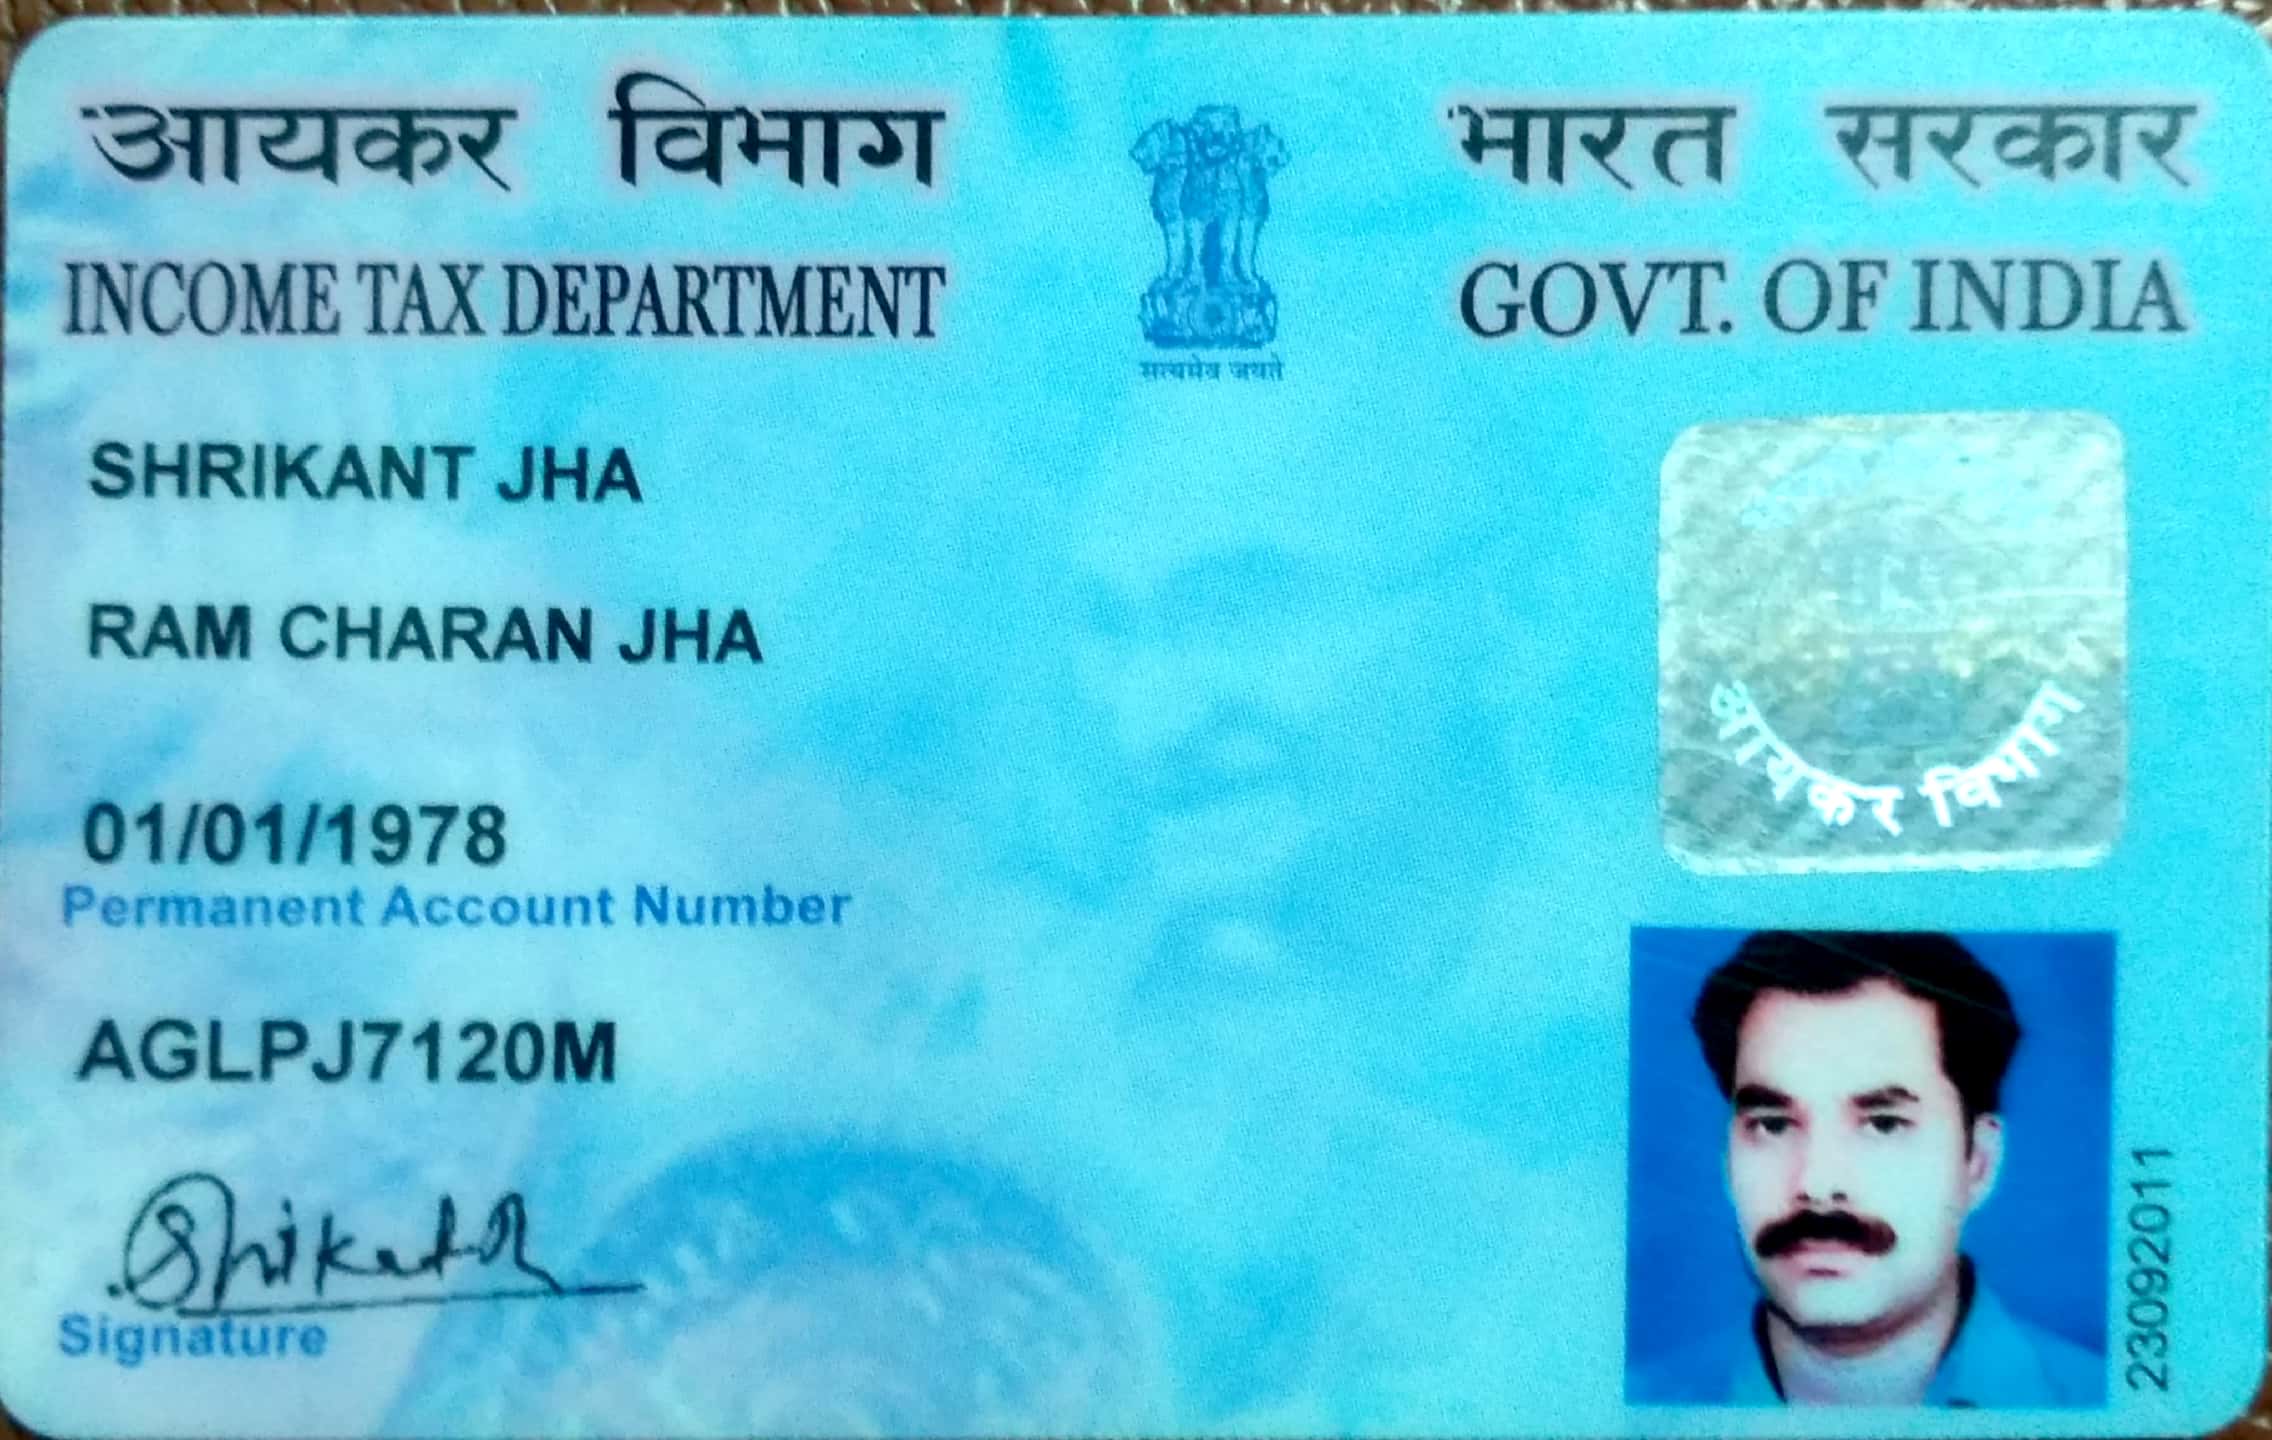 आयकर विभाग
INCOME TAX DEPARTMENT
भारत सरकार
GOVT. OF INDIA
सत्यमेव जयते
SHRIKANT JHA
RAM CHARAN JHA
01/01/1978
Permanent Account Number
AGLPJ7120M
Signature
आयकर विभाग
23092011